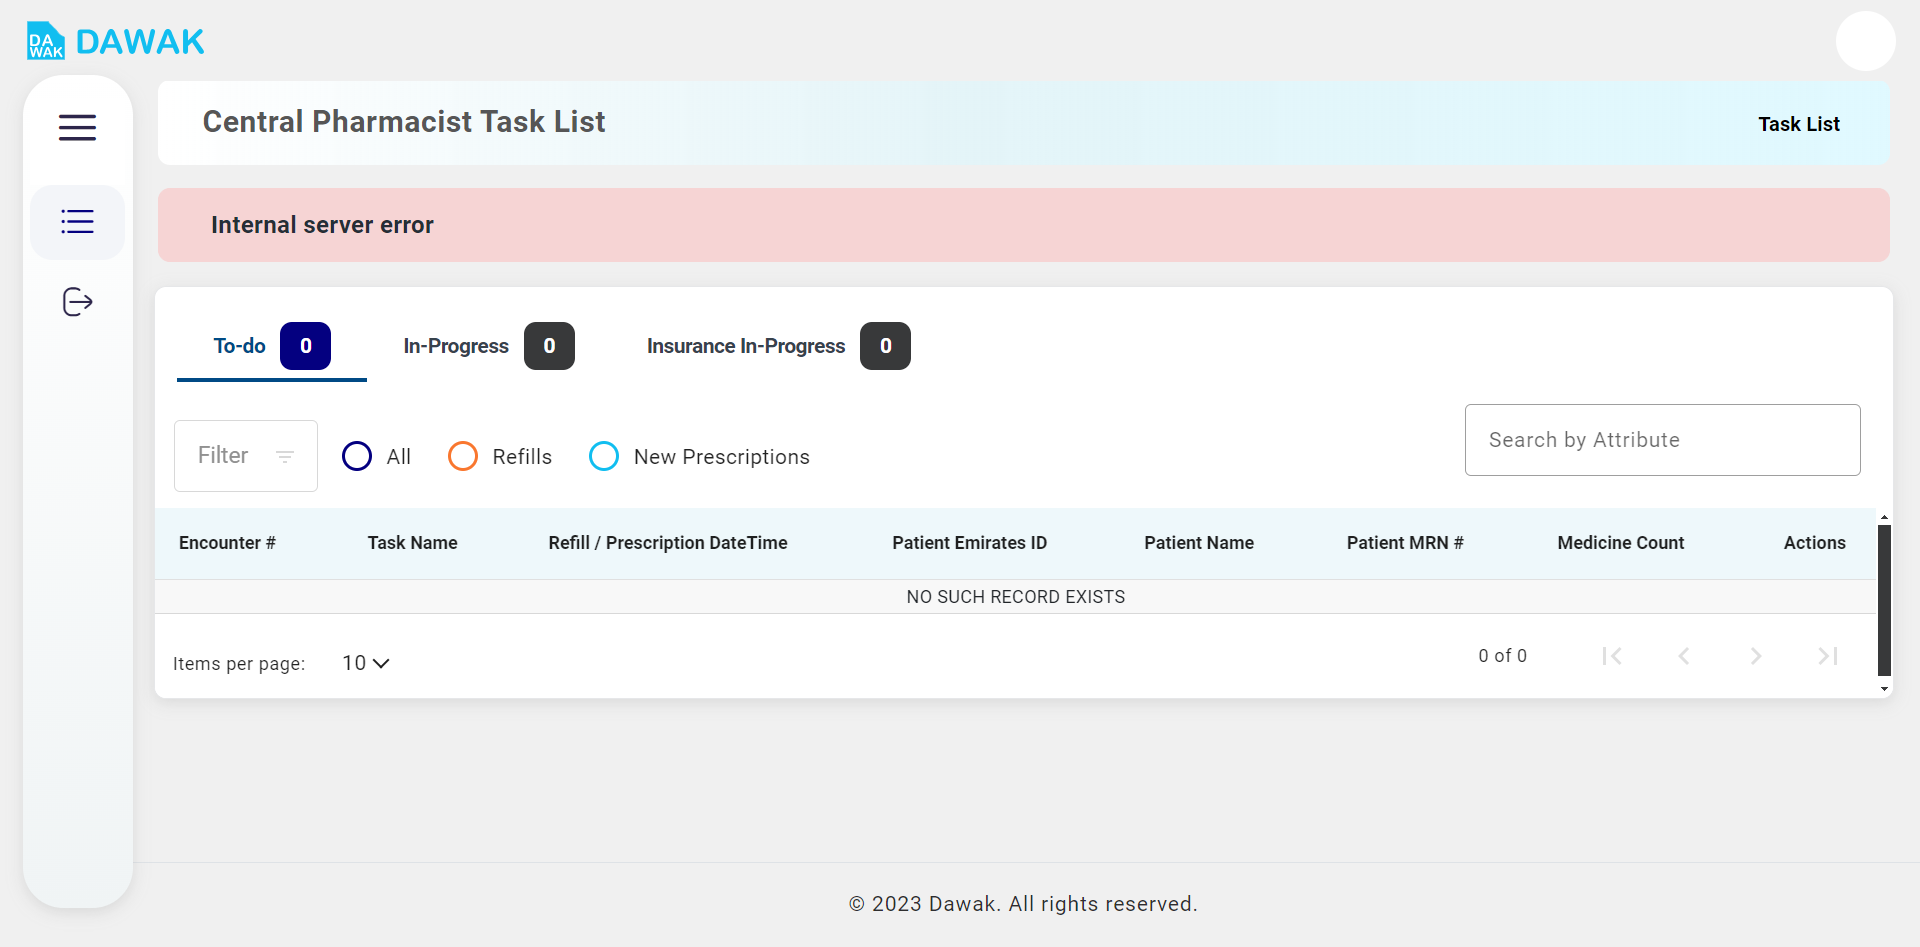 DA
WAK
DAWAK
Central Pharmacist Task List
Task List
Internal server error
To-do 0 In-Progress 0 Insurance In-Progress 0
Filter All Refills New Prescriptions Search by Attribute
Encounter # Task Name Refill / Prescription DateTime Patient Emirates ID Patient Name Patient MRN # Medicine Count Actions
NO SUCH RECORD EXISTS
Items per page: 10 0 of 0
© 2023 Dawak. All rights reserved.